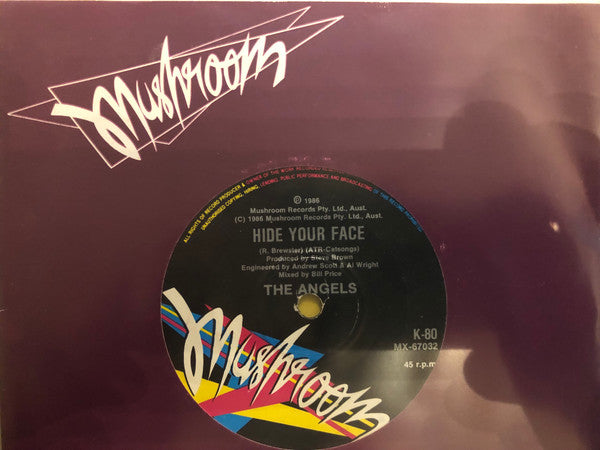 Mushroom
ALL RIGHTS OF RECORD PRODUCER & OWNER OF THE WORK RECORDED
UNAUTHORISED COPYING, HIRING, LENDING, PUBLIC PERFORMANCE AND BROADCASTING OF THIS RECORD PROHIBITED
℗ 1986
Mushroom Records Pty. Ltd., Aust.
(C) 1986 Mushroom Records Pty. Ltd., Aust.
HIDE YOUR FACE
(R. Brewster) (ATR-Catsongs)
Produced by Steve Brown
Engineered by Andrew Scott & Al Wright
Mixed by Bill Price
THE ANGELS
K-80
MX-67032
45 r.p.m
Mushroom